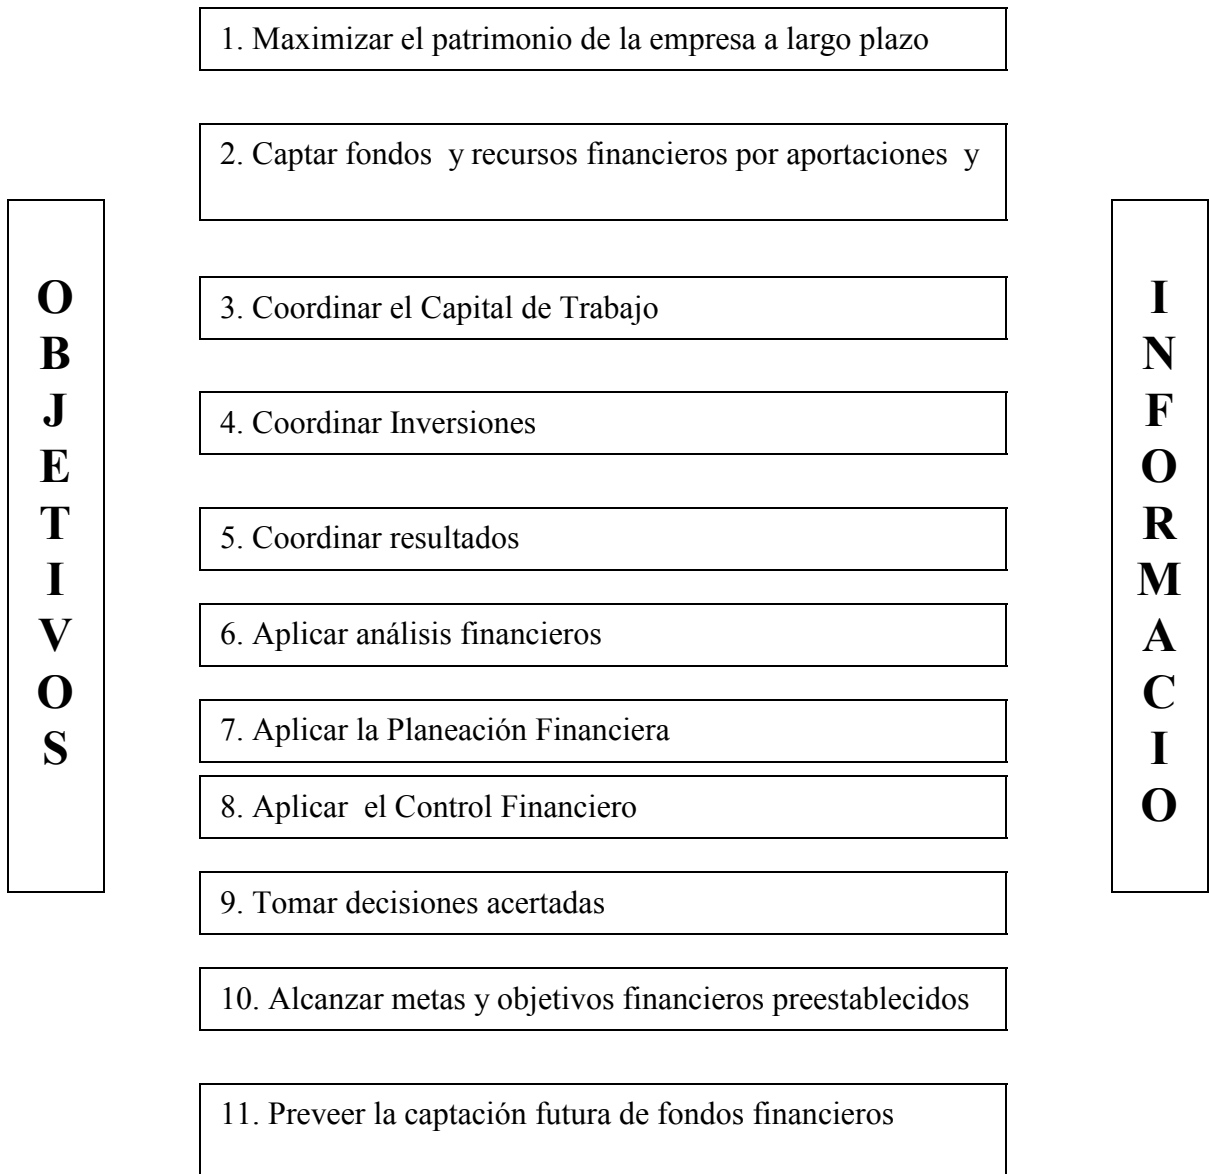 1. Maximizar el patrimonio de la empresa a largo plazo
2. Captar fondos y recursos financieros por aportaciones y
3. Coordinar el Capital de Trabajo
4. Coordinar Inversiones
5. Coordinar resultados
6. Aplicar análisis financieros
7. Aplicar la Planeación Financiera
8. Aplicar el Control Financiero
9. Tomar decisiones acertadas
10. Alcanzar metas y objetivos financieros preestablecidos
11. Preveer la captación futura de fondos financieros
O
B
J
E
T
I
V
O
S
I
N
F
O
R
M
A
C
I
O